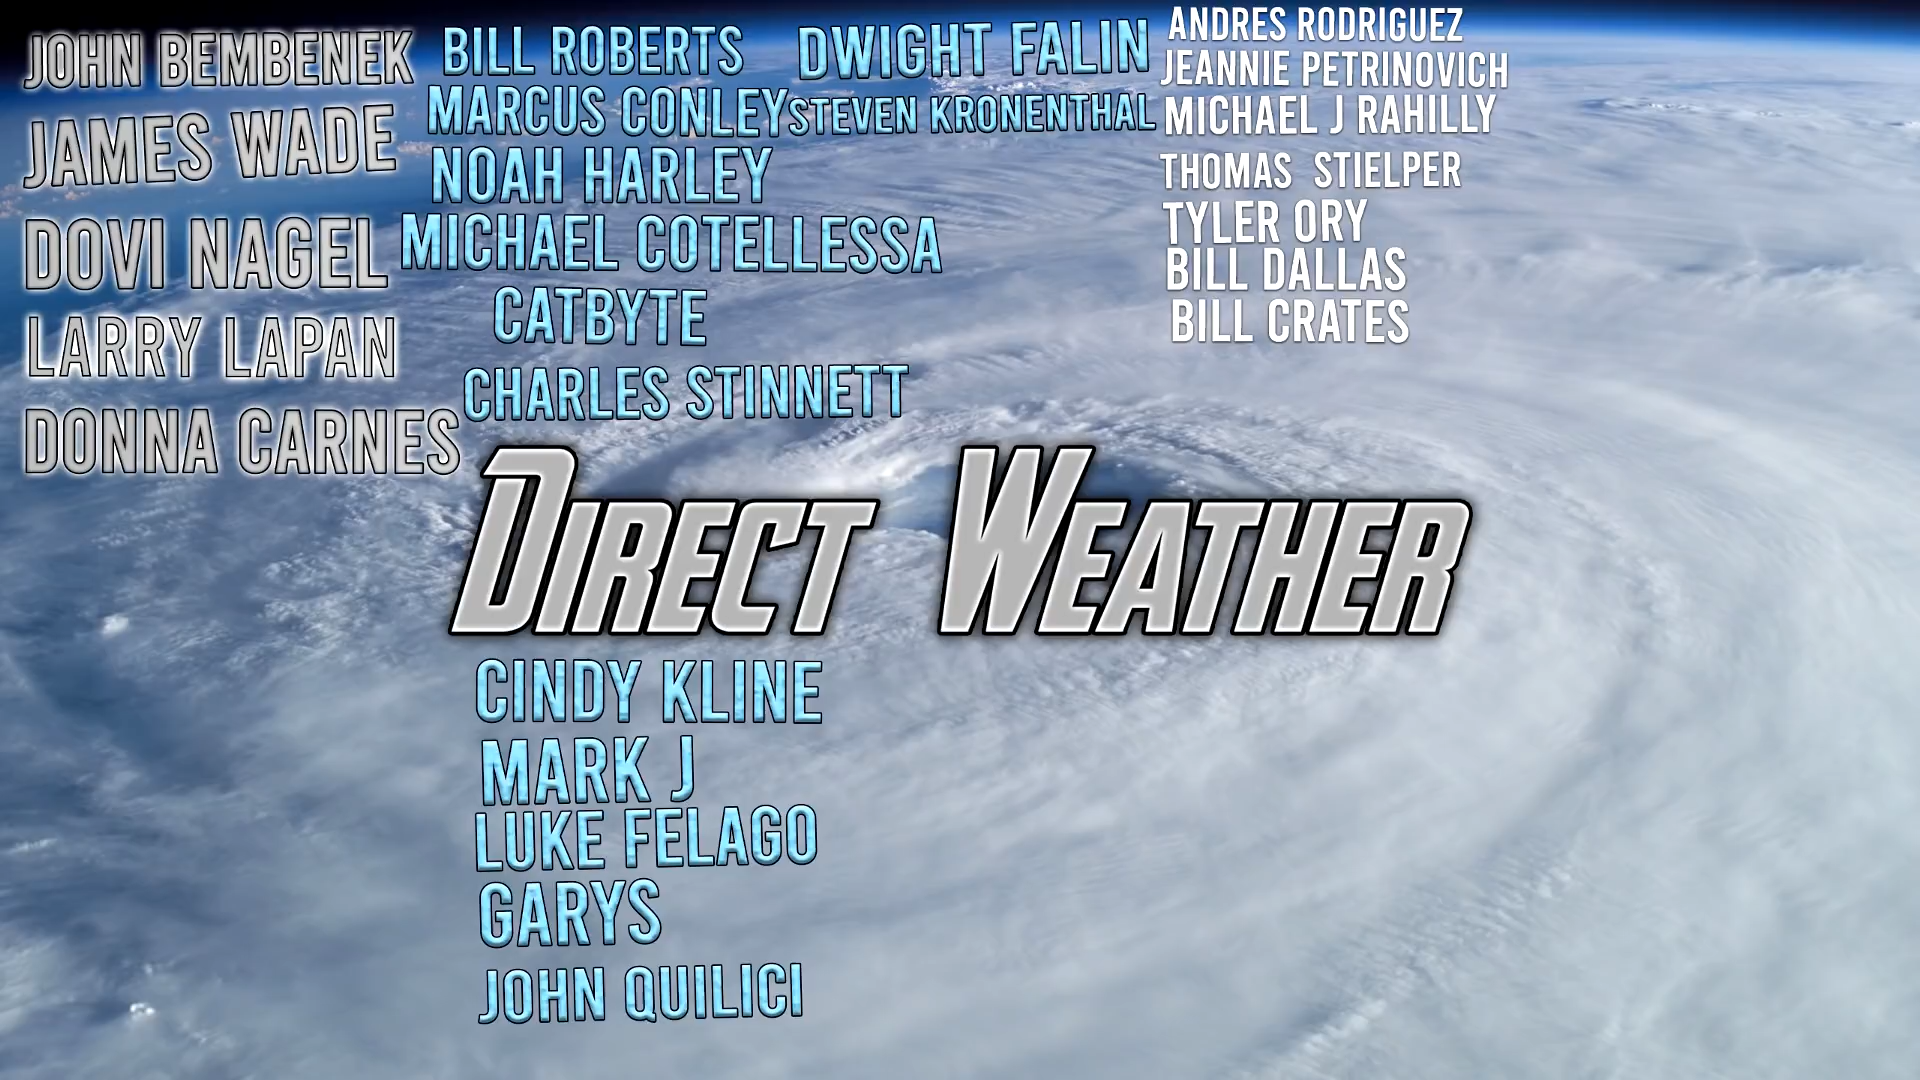 JOHN BEMBENEK
JAMES WADE
DOVI NAGEL
LARRY LAPAN
DONNA CARNES
BILL ROBERTS
MARCUS CONLEY
NOAH HARLEY
MICHAEL COTELLESSA
CATBYTE
CHARLES STINNETT
DWIGHT FALIN
STEVEN KRONENTHAL
ANDRES RODRIGUEZ
JEANNIE PETRINOVICH
MICHAEL J RAHILLY
THOMAS STIELPER
TYLER ORY
BILL DALLAS
BILL CRATES
DIRECT WEATHER
CINDY KLINE
MARK J
LUKE FELAGO
GARYS
JOHN QUILICI